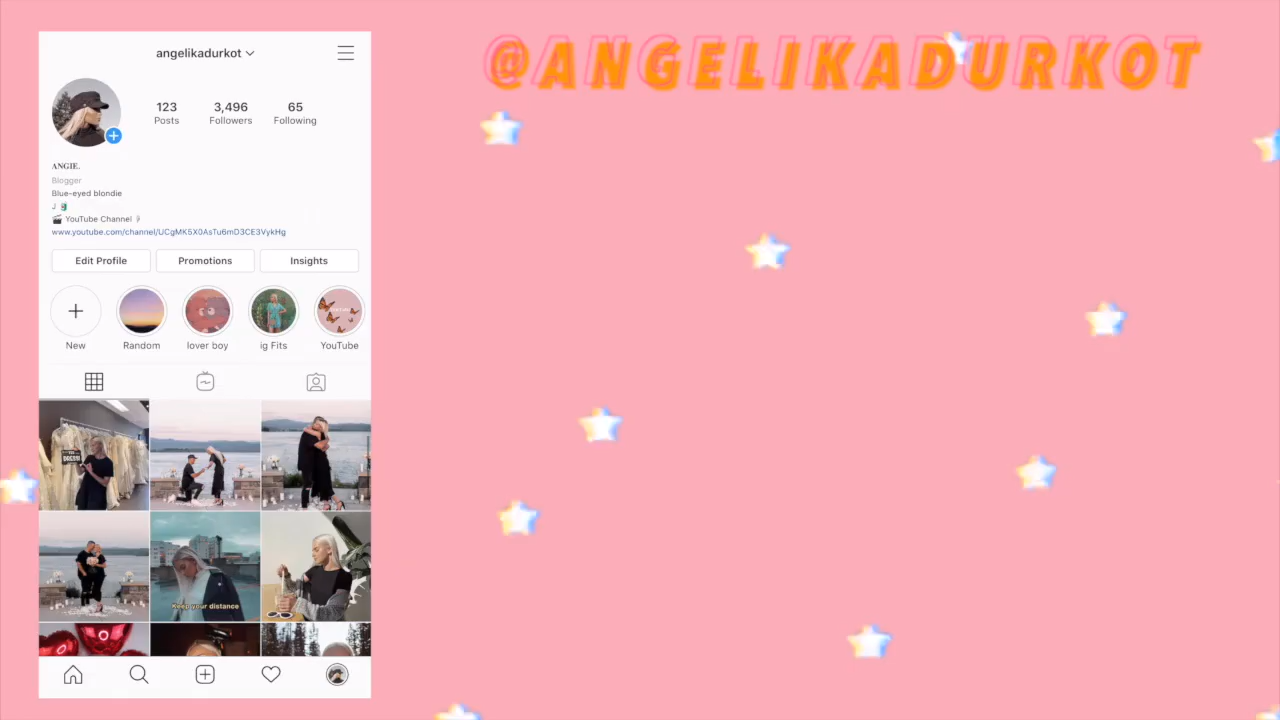 angelikadurkot
@ANGELIKADURKOT
123 3,496 65
Posts Followers Following
ANGIE.
Blogger
Blue-eyed blondie
J
YouTube Channel
www.youtube.com/channel/UCgMK5X0AsTu6mD3CE3VykHg
Edit Profile Promotions Insights
New Random lover boy ig Fits YouTube
DRESS!
Keep your distance